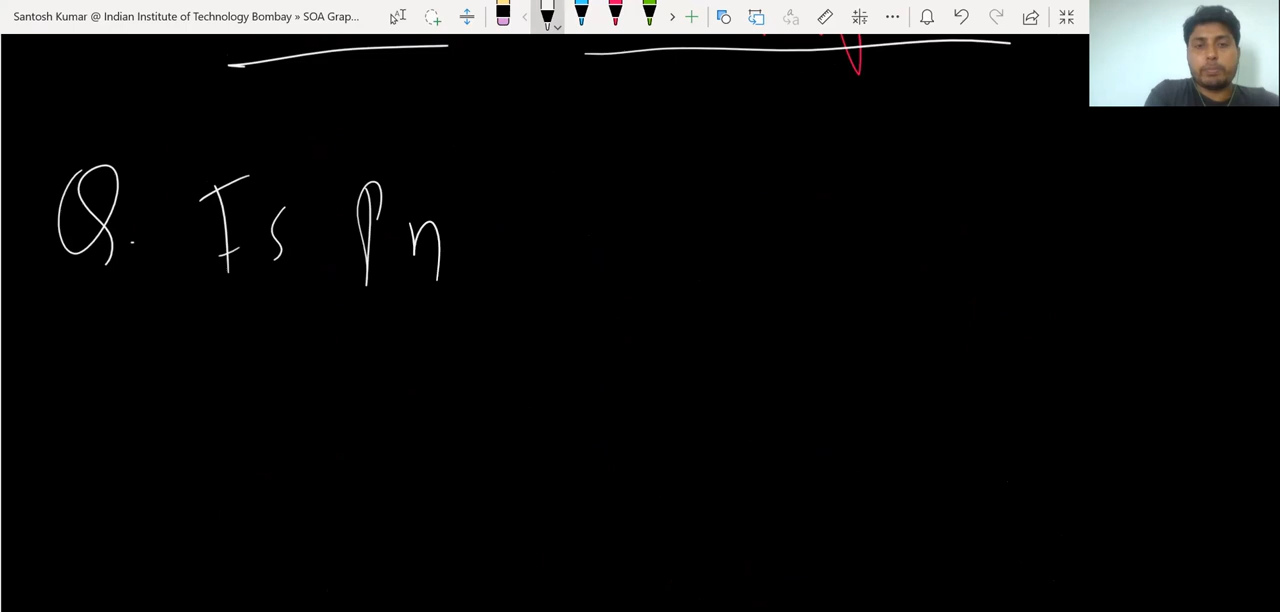 Santosh Kumar @ Indian Institute of Technology Bombay » SOA Grap...
Q. Is Pn